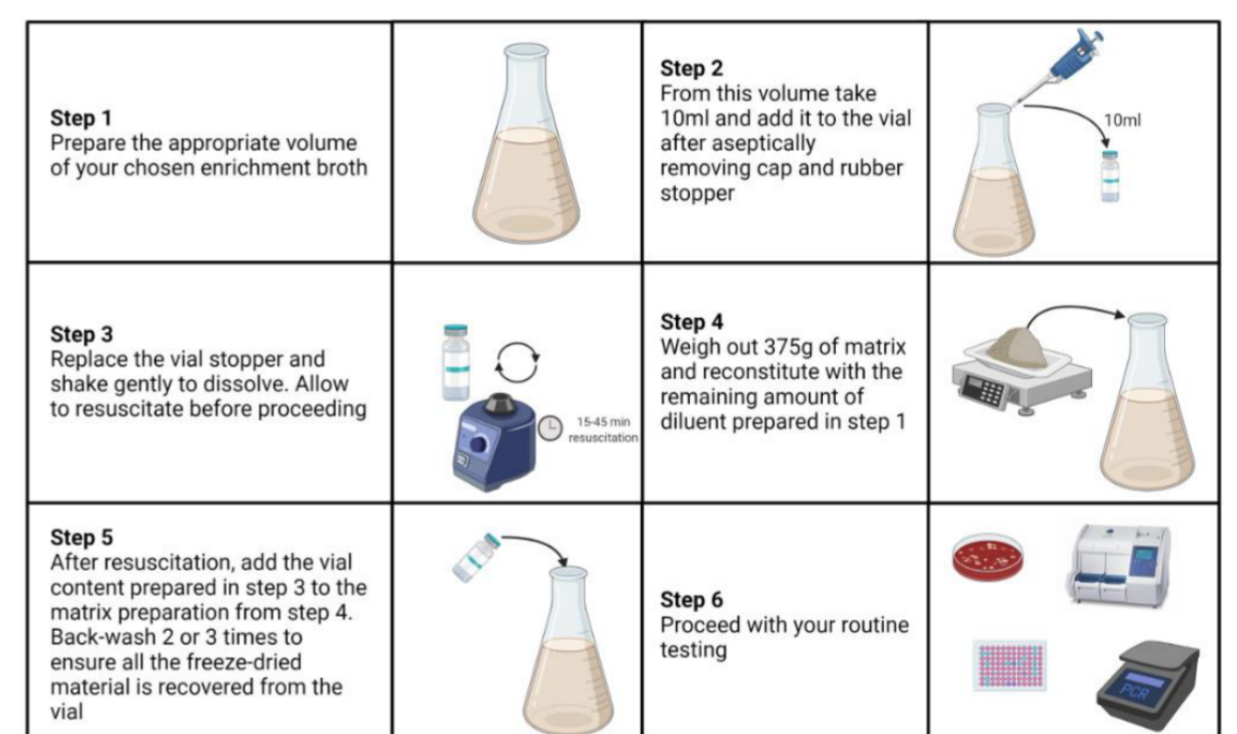 Step 1
Prepare the appropriate volume
of your chosen enrichment broth
Step 2
From this volume take
10ml and add it to the vial
after aseptically
removing cap and rubber
stopper
10ml
Step 3
Replace the vial stopper and
shake gently to dissolve. Allow
to resuscitate before proceeding
15-45 min
resuscitation
Step 4
Weigh out 375g of matrix
and reconstitute with the
remaining amount of
diluent prepared in step 1
Step 5
After resuscitation, add the vial
content prepared in step 3 to the
matrix preparation from step 4.
Back-wash 2 or 3 times to
ensure all the freeze-dried
material is recovered from the
vial
Step 6
Proceed with your routine
testing
PCR